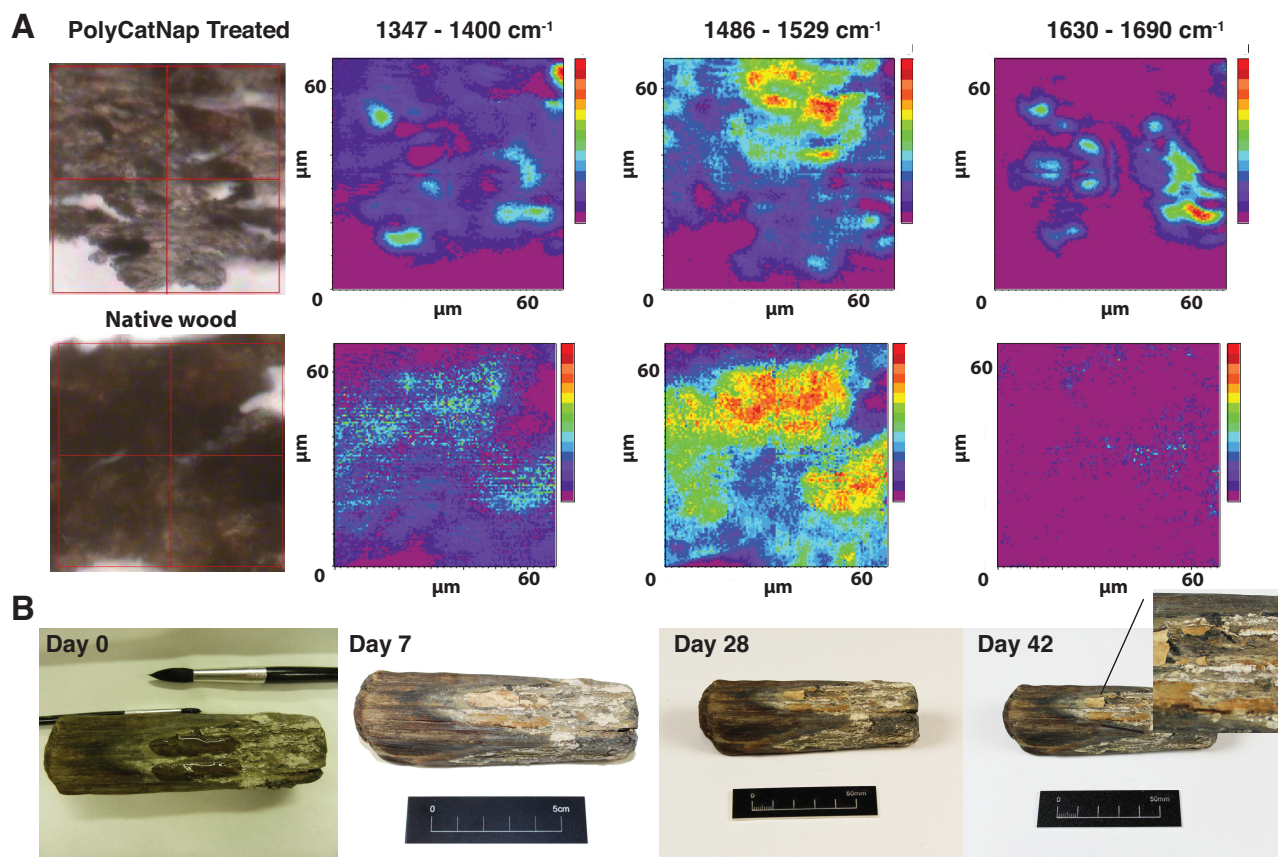 A
PolyCatNap Treated
1347 - 1400 cm-1
1486 - 1529 cm-1
1630 - 1690 cm-1
60
µm
0
60
µm
60
µm
0
60
µm
60
µm
0
60
µm
Native wood
60
µm
0
60
µm
60
µm
0
60
µm
60
µm
0
60
µm
B
Day 0
Day 7
Day 28
Day 42
0 5cm
0 50mm
0 50mm